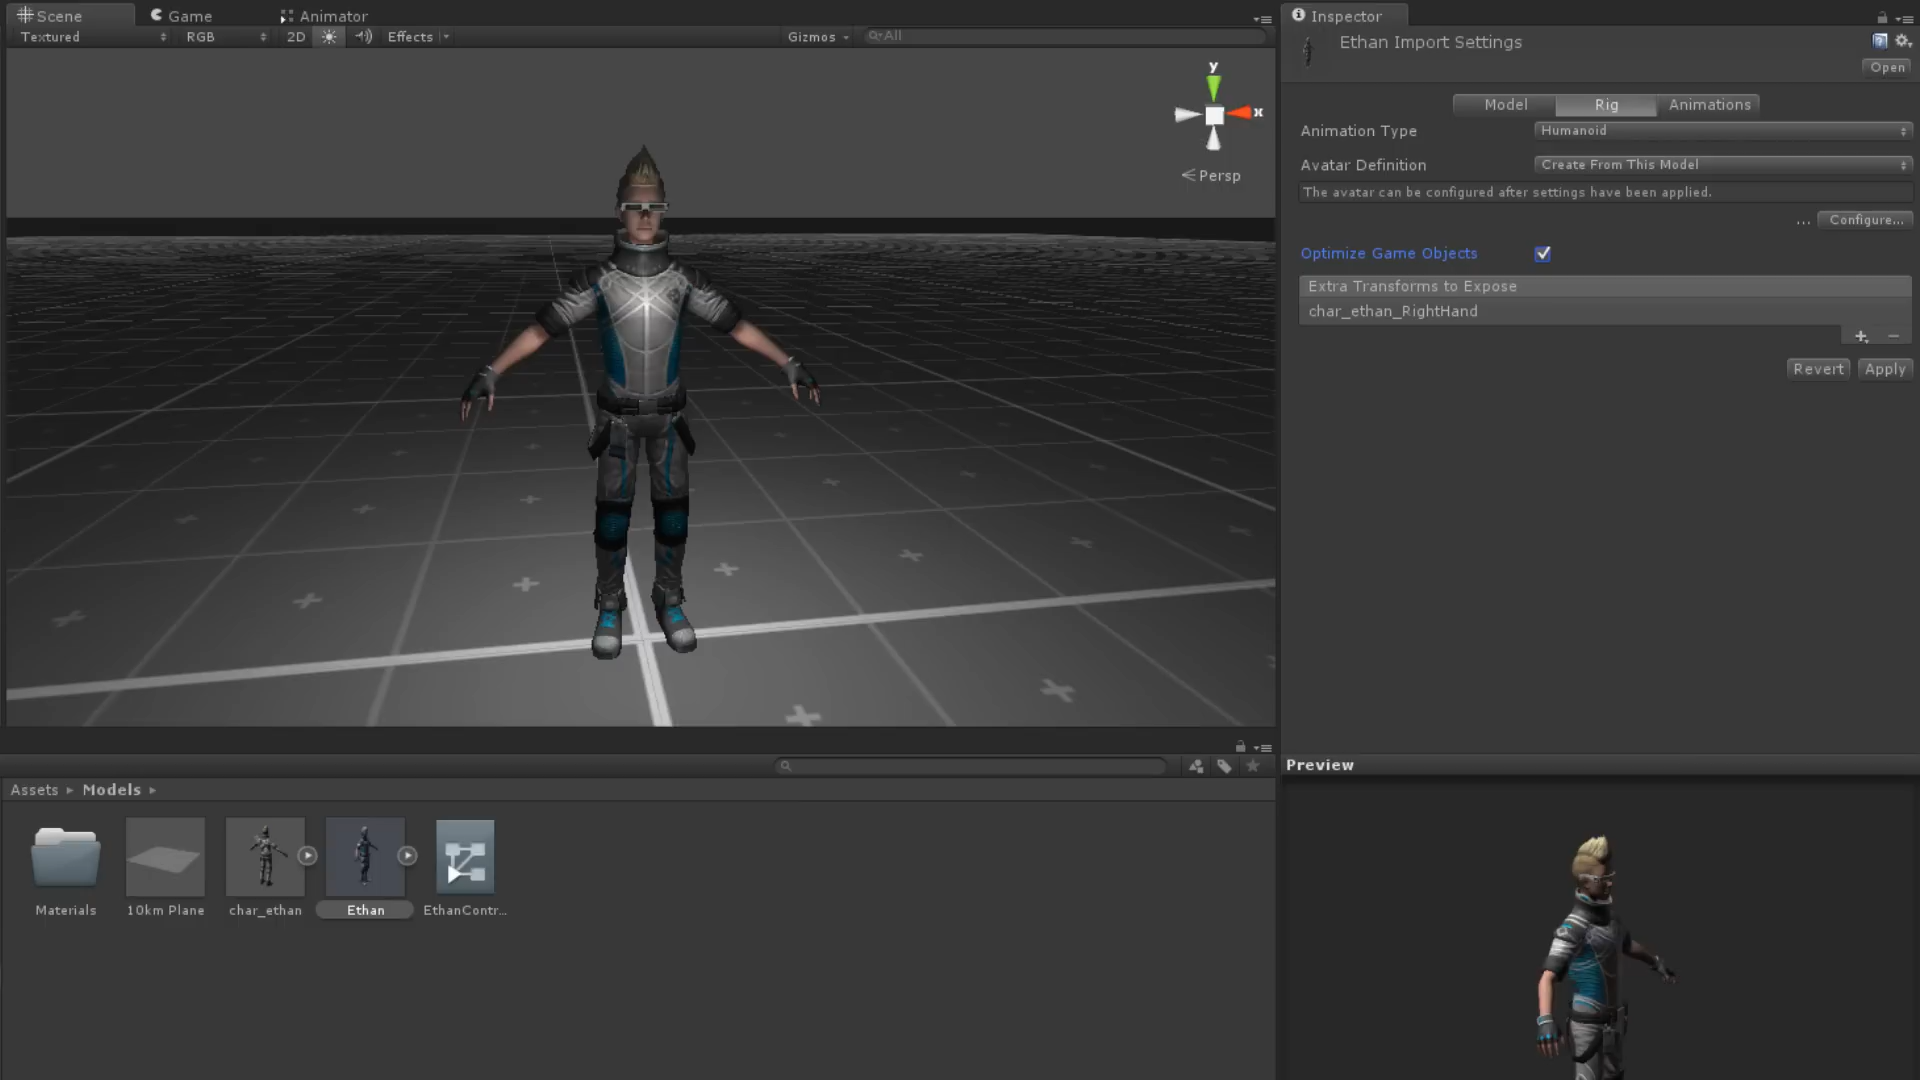 Scene
Game
Animator
Inspector
Textured
RGB
2D
Effects
Gizmos
All
Ethan Import Settings
Open
y
x
Persp
Model
Rig
Animations
Animation Type
Humanoid
Avatar Definition
Create From This Model
The avatar can be configured after settings have been applied.
...
Configure...
Optimize Game Objects
Extra Transforms to Expose
char_ethan_RightHand
Revert
Apply
Assets
Models
Materials
10km Plane
char_ethan
Ethan
EthanContr...
Preview